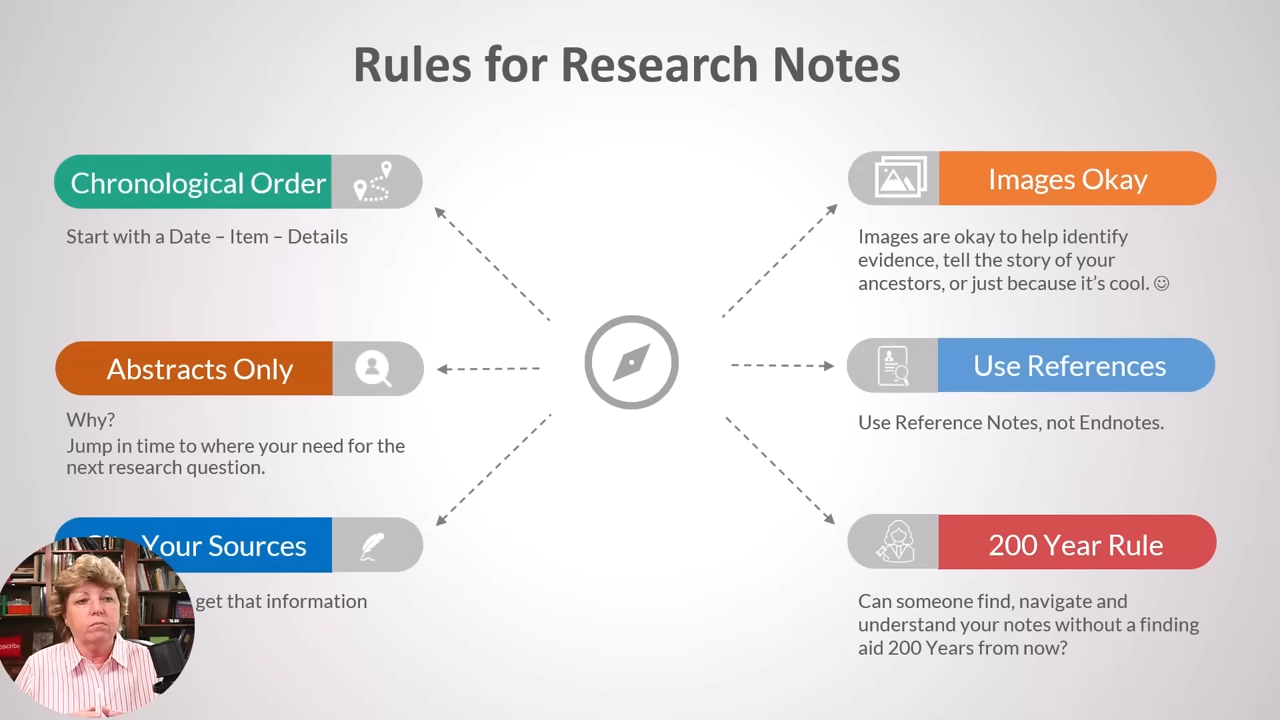 Rules for Research Notes
Chronological Order
Start with a Date – Item – Details
Abstracts Only
Why?
Jump in time to where your need for the
next research question.
Your Sources
get that information
Images Okay
Images are okay to help identify
evidence, tell the story of your
ancestors, or just because it's cool. ☺
Use References
Use Reference Notes, not Endnotes.
200 Year Rule
Can someone find, navigate and
understand your notes without a finding
aid 200 Years from now?